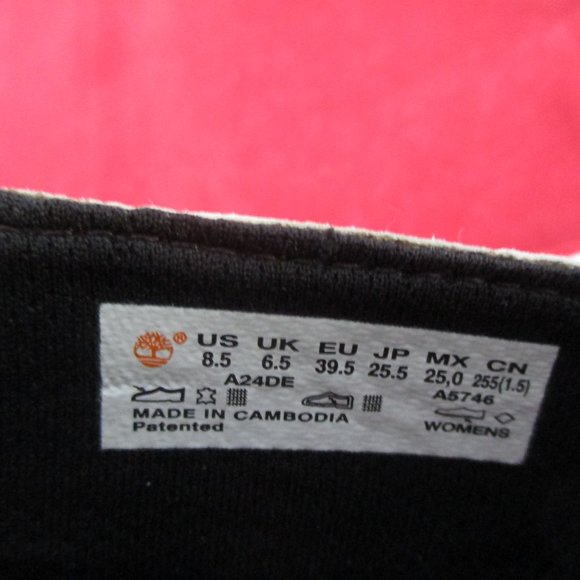 ® US UK EU JP MX CN
8.5 6.5 39.5 25.5 25,0 255(1.5)
A24DE A5746
MADE IN CAMBODIA
Patented WOMENS